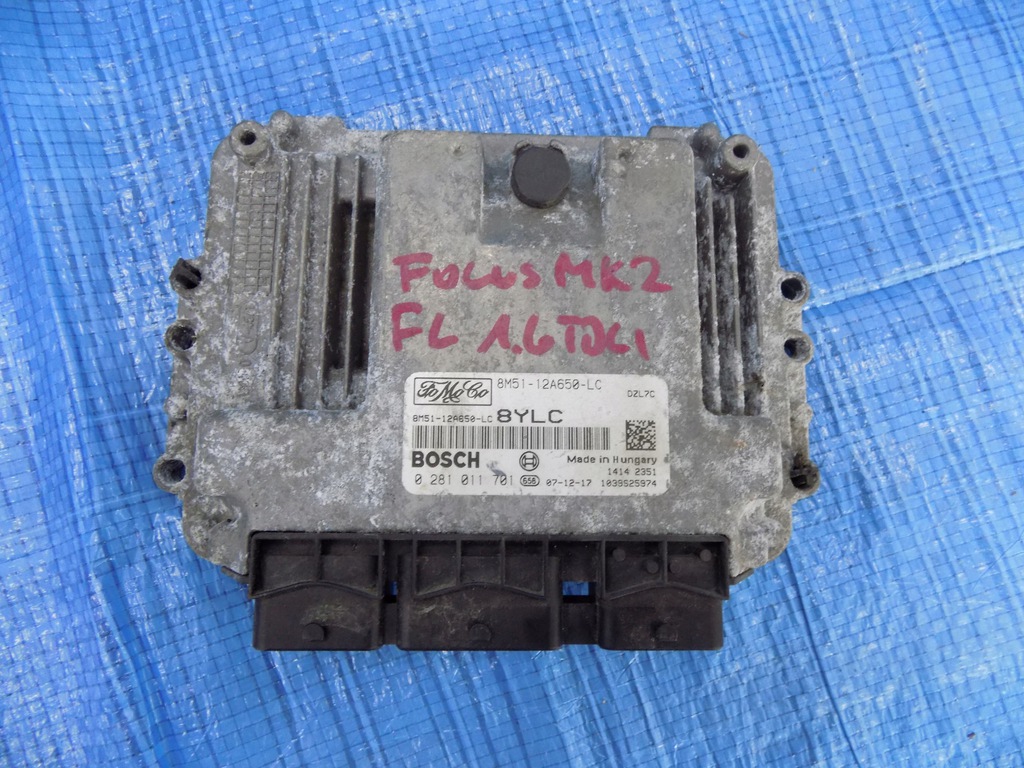 FOCUS MK2
FL 1.6TDCI
FoMoCo 8M51-12A650-LC
DZL7C
8M51-12A650-LC 8YLC
BOSCH Made in Hungary
1414 2351
0 281 011 701 658 07-12-17 1039S25974